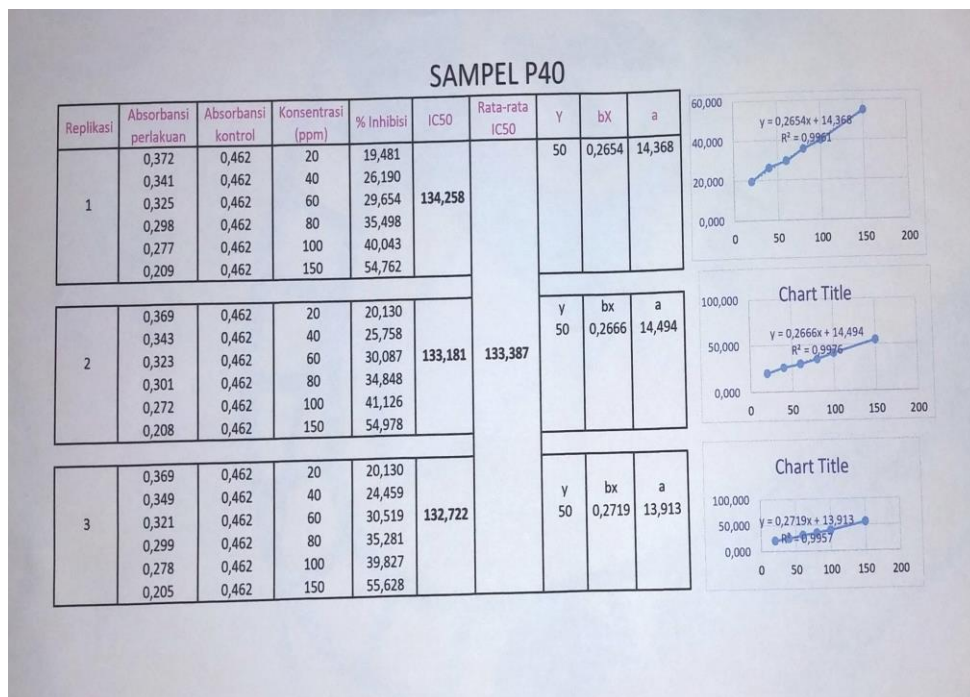 SAMPEL P40
Replikasi Absorbansi perlakuan Absorbansi kontrol Konsentrasi (ppm) % Inhibisi IC50 Rata-rata IC50 Y bX a
1 134,258 133,387 50 0,2654 14,368
0,372 0,462 20 19,481
0,341 0,462 40 26,190
0,325 0,462 60 29,654
0,298 0,462 80 35,498
0,277 0,462 100 40,043
0,209 0,462 150 54,762
60,000
40,000
20,000
0,000
y = 0,2654x + 14,368
R² = 0,9961
0 50 100 150 200
2 133,181
y bx a
50 0,2666 14,494
0,369 0,462 20 20,130
0,343 0,462 40 25,758
0,323 0,462 60 30,087
0,301 0,462 80 34,848
0,272 0,462 100 41,126
0,208 0,462 150 54,978
Chart Title
100,000
50,000
0,000
y = 0,2666x + 14,494
R² = 0,9976
0 50 100 150 200
3 132,722
y bx a
50 0,2719 13,913
0,369 0,462 20 20,130
0,349 0,462 40 24,459
0,321 0,462 60 30,519
0,299 0,462 80 35,281
0,278 0,462 100 39,827
0,205 0,462 150 55,628
Chart Title
100,000
50,000
0,000
y = 0,2719x + 13,913
R² = 0,9957
0 50 100 150 200